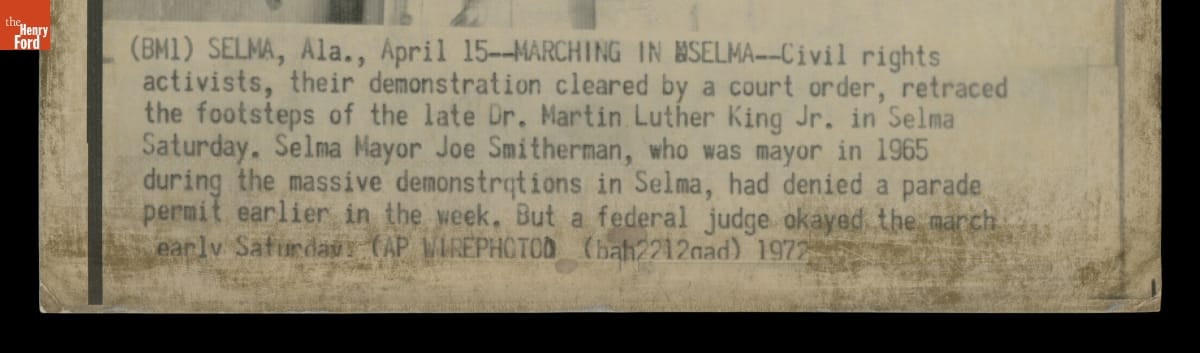 the
Henry
Ford
(BM1) SELMA, Ala., April 15--MARCHING IN SELMA--Civil rights
activists, their demonstration cleared by a court order, retraced
the footsteps of the late Dr. Martin Luther King Jr. in Selma
Saturday. Selma Mayor Joe Smitherman, who was mayor in 1965
during the massive demonstrqtions in Selma, had denied a parade
permit earlier in the week. But a federal judge okayed the march
early Saturday. (AP WIREPHOTO) (bah2212qad) 1972